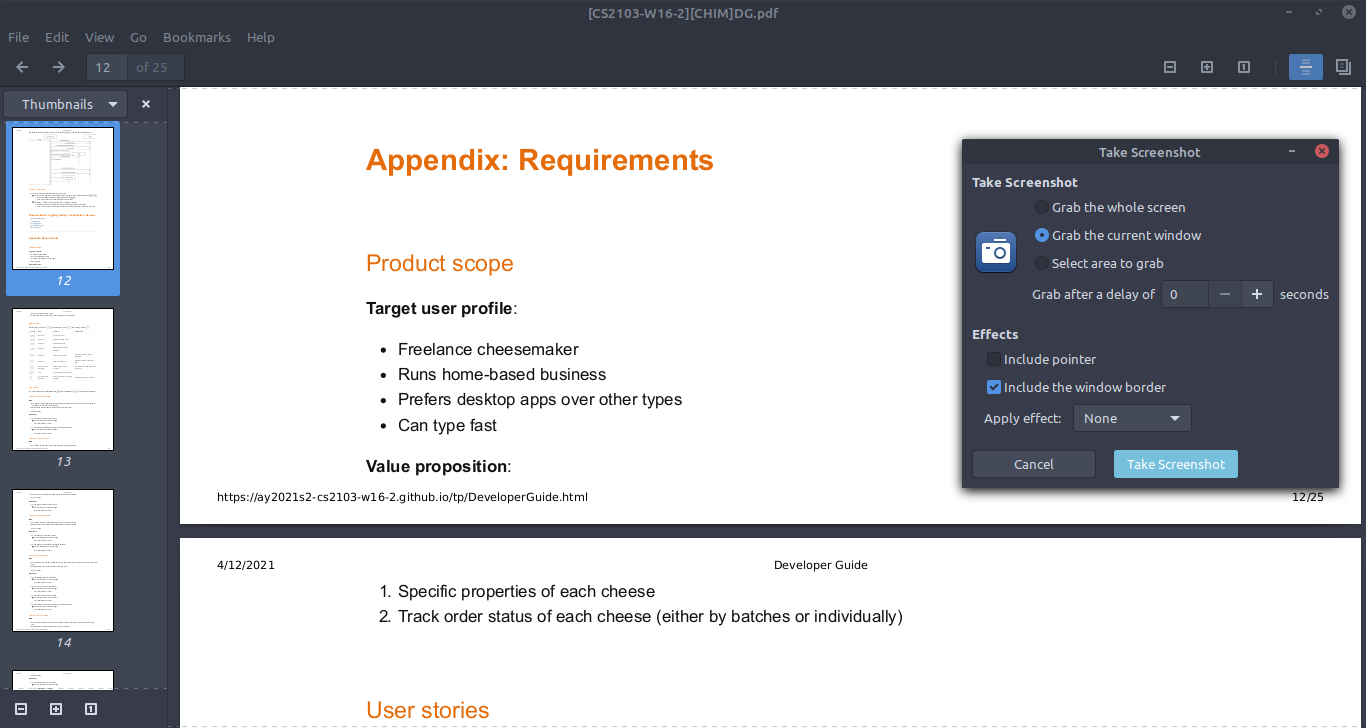 [CS2103-W16-2][CHIM]DG.pdf
File Edit View Go Bookmarks Help
12 of 25
Thumbnails
12
13
14
Appendix: Requirements
Product scope
Target user profile:
Freelance cheesemaker
Runs home-based business
Prefers desktop apps over other types
Can type fast
Value proposition:
https://ay2021s2-cs2103-w16-2.github.io/tp/DeveloperGuide.html 12/25
4/12/2021 Developer Guide
1. Specific properties of each cheese
2. Track order status of each cheese (either by batches or individually)
User stories
Take Screenshot
Take Screenshot
Grab the whole screen
Grab the current window
Select area to grab
Grab after a delay of 0 seconds
Effects
Include pointer
Include the window border
Apply effect: None
Cancel Take Screenshot